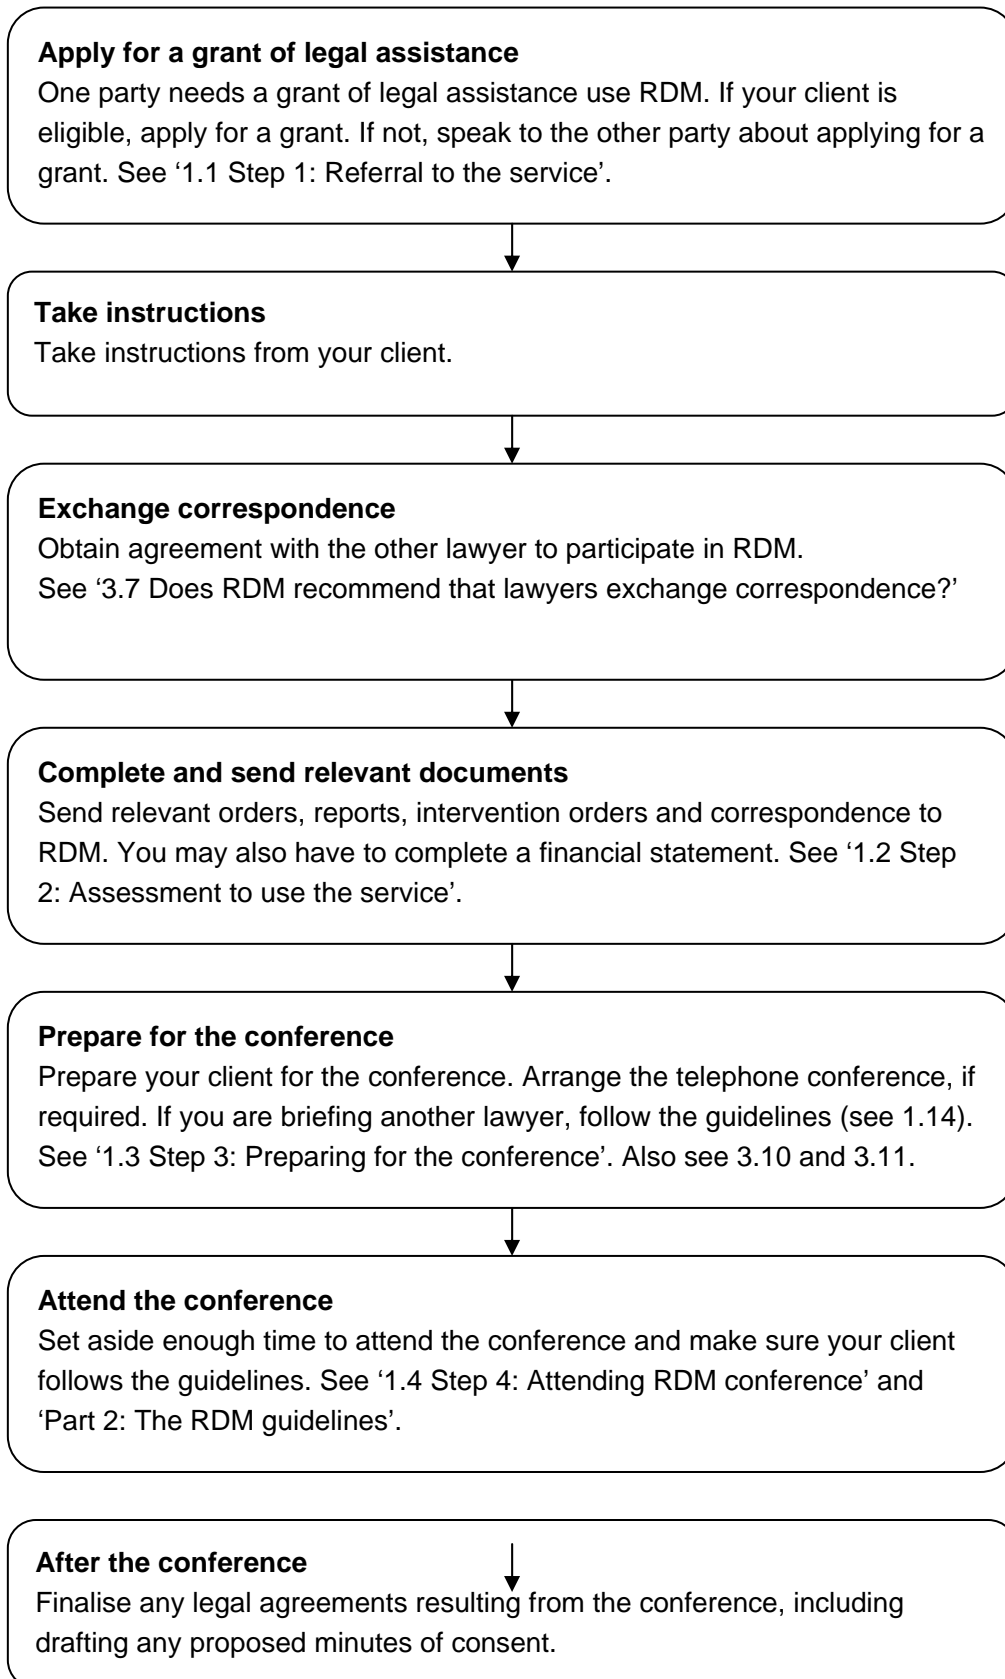 Apply for a grant of legal assistance
One party needs a grant of legal assistance use RDM. If your client is
eligible, apply for a grant. If not, speak to the other party about applying for a
grant. See ‘1.1 Step 1: Referral to the service’.
Take instructions
Take instructions from your client.
Exchange correspondence
Obtain agreement with the other lawyer to participate in RDM.
See ‘3.7 Does RDM recommend that lawyers exchange correspondence?’
Complete and send relevant documents
Send relevant orders, reports, intervention orders and correspondence to
RDM. You may also have to complete a financial statement. See ‘1.2 Step
2: Assessment to use the service’.
Prepare for the conference
Prepare your client for the conference. Arrange the telephone conference, if
required. If you are briefing another lawyer, follow the guidelines (see 1.14).
See ‘1.3 Step 3: Preparing for the conference’. Also see 3.10 and 3.11.
Attend the conference
Set aside enough time to attend the conference and make sure your client
follows the guidelines. See ‘1.4 Step 4: Attending RDM conference’ and
‘Part 2: The RDM guidelines’.
After the conference
Finalise any legal agreements resulting from the conference, including
drafting any proposed minutes of consent.